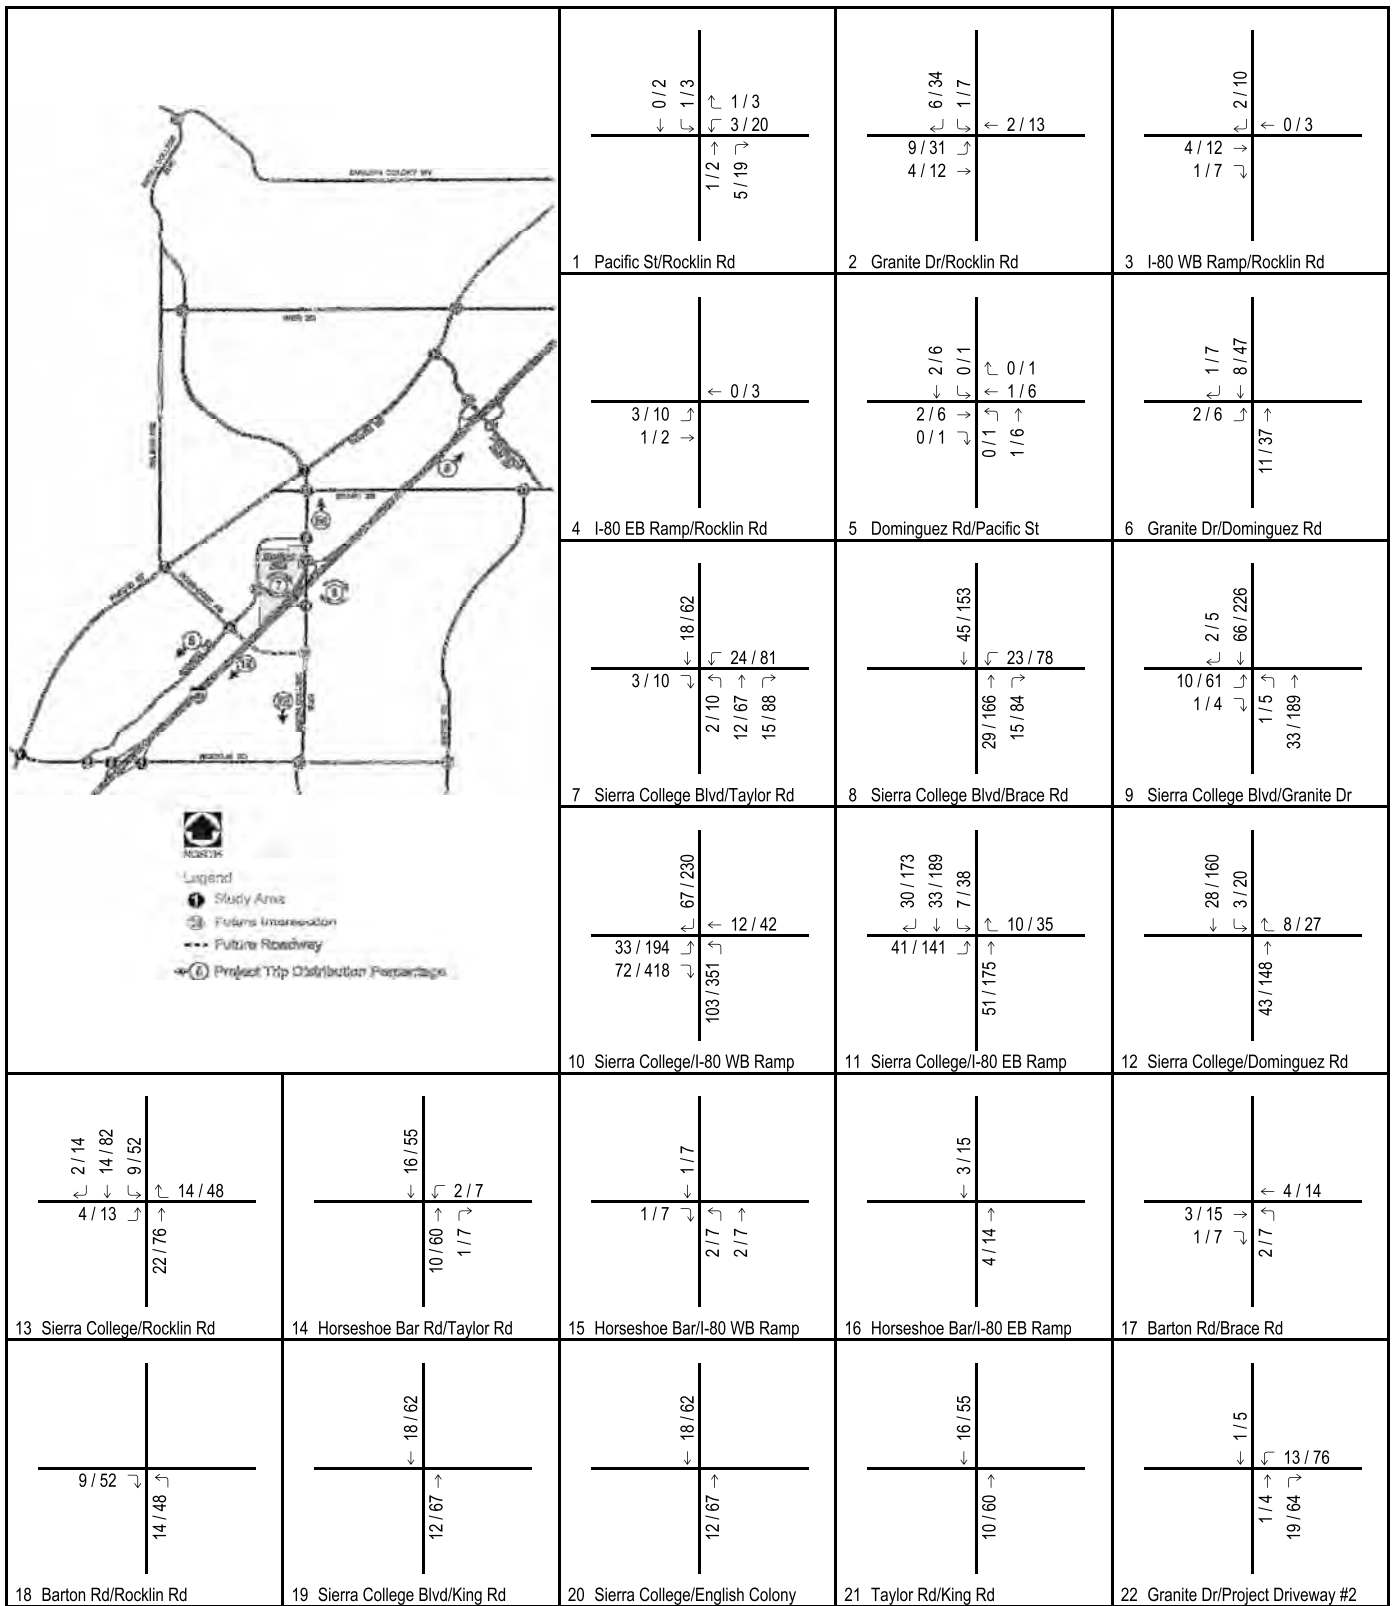 0 / 2
1 / 3
1 / 3
3 / 20
1 / 2
5 / 19
1 Pacific St/Rocklin Rd
6 / 34
1 / 7
2 / 13
9 / 31
4 / 12
2 Granite Dr/Rocklin Rd
2 / 10
0 / 3
4 / 12
1 / 7
3 I-80 WB Ramp/Rocklin Rd
0 / 3
3 / 10
1 / 2
4 I-80 EB Ramp/Rocklin Rd
2 / 6
0 / 1
0 / 1
1 / 6
2 / 6
0 / 1
0 / 1
1 / 6
5 Dominguez Rd/Pacific St
1 / 7
8 / 47
2 / 6
11 / 37
6 Granite Dr/Dominguez Rd
18 / 62
24 / 81
3 / 10
2 / 10
12 / 67
15 / 88
7 Sierra College Blvd/Taylor Rd
45 / 153
23 / 78
29 / 166
15 / 84
8 Sierra College Blvd/Brace Rd
2 / 5
66 / 226
10 / 61
1 / 4
1 / 5
33 / 189
9 Sierra College Blvd/Granite Dr
Legend
Study Area
Future Intersection
Future Roadway
Project Trip Distribution Percentage
67 / 230
12 / 42
33 / 194
72 / 418
103 / 351
10 Sierra College/I-80 WB Ramp
30 / 173
33 / 189
7 / 38
10 / 35
41 / 141
51 / 175
11 Sierra College/I-80 EB Ramp
28 / 160
3 / 20
8 / 27
43 / 148
12 Sierra College/Dominguez Rd
2 / 14
14 / 82
9 / 52
14 / 48
4 / 13
22 / 76
13 Sierra College/Rocklin Rd
16 / 55
2 / 7
10 / 60
1 / 7
14 Horseshoe Bar Rd/Taylor Rd
1 / 7
1 / 7
2 / 7
2 / 7
15 Horseshoe Bar/I-80 WB Ramp
3 / 15
4 / 14
16 Horseshoe Bar/I-80 EB Ramp
4 / 14
3 / 15
1 / 7
2 / 7
17 Barton Rd/Brace Rd
9 / 52
14 / 48
18 Barton Rd/Rocklin Rd
18 / 62
12 / 67
19 Sierra College Blvd/King Rd
18 / 62
12 / 67
20 Sierra College/English Colony
16 / 55
10 / 60
21 Taylor Rd/King Rd
1 / 5
13 / 76
1 / 4
19 / 64
22 Granite Dr/Project Driveway #2